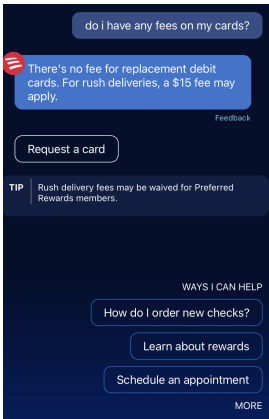 do i have any fees on my cards?
There's no fee for replacement debit
cards. For rush deliveries, a $15 fee may
apply.
Feedback
Request a card
TIP
Rush delivery fees may be waived for Preferred
Rewards members.
WAYS I CAN HELP
How do I order new checks?
Learn about rewards
Schedule an appointment
MORE